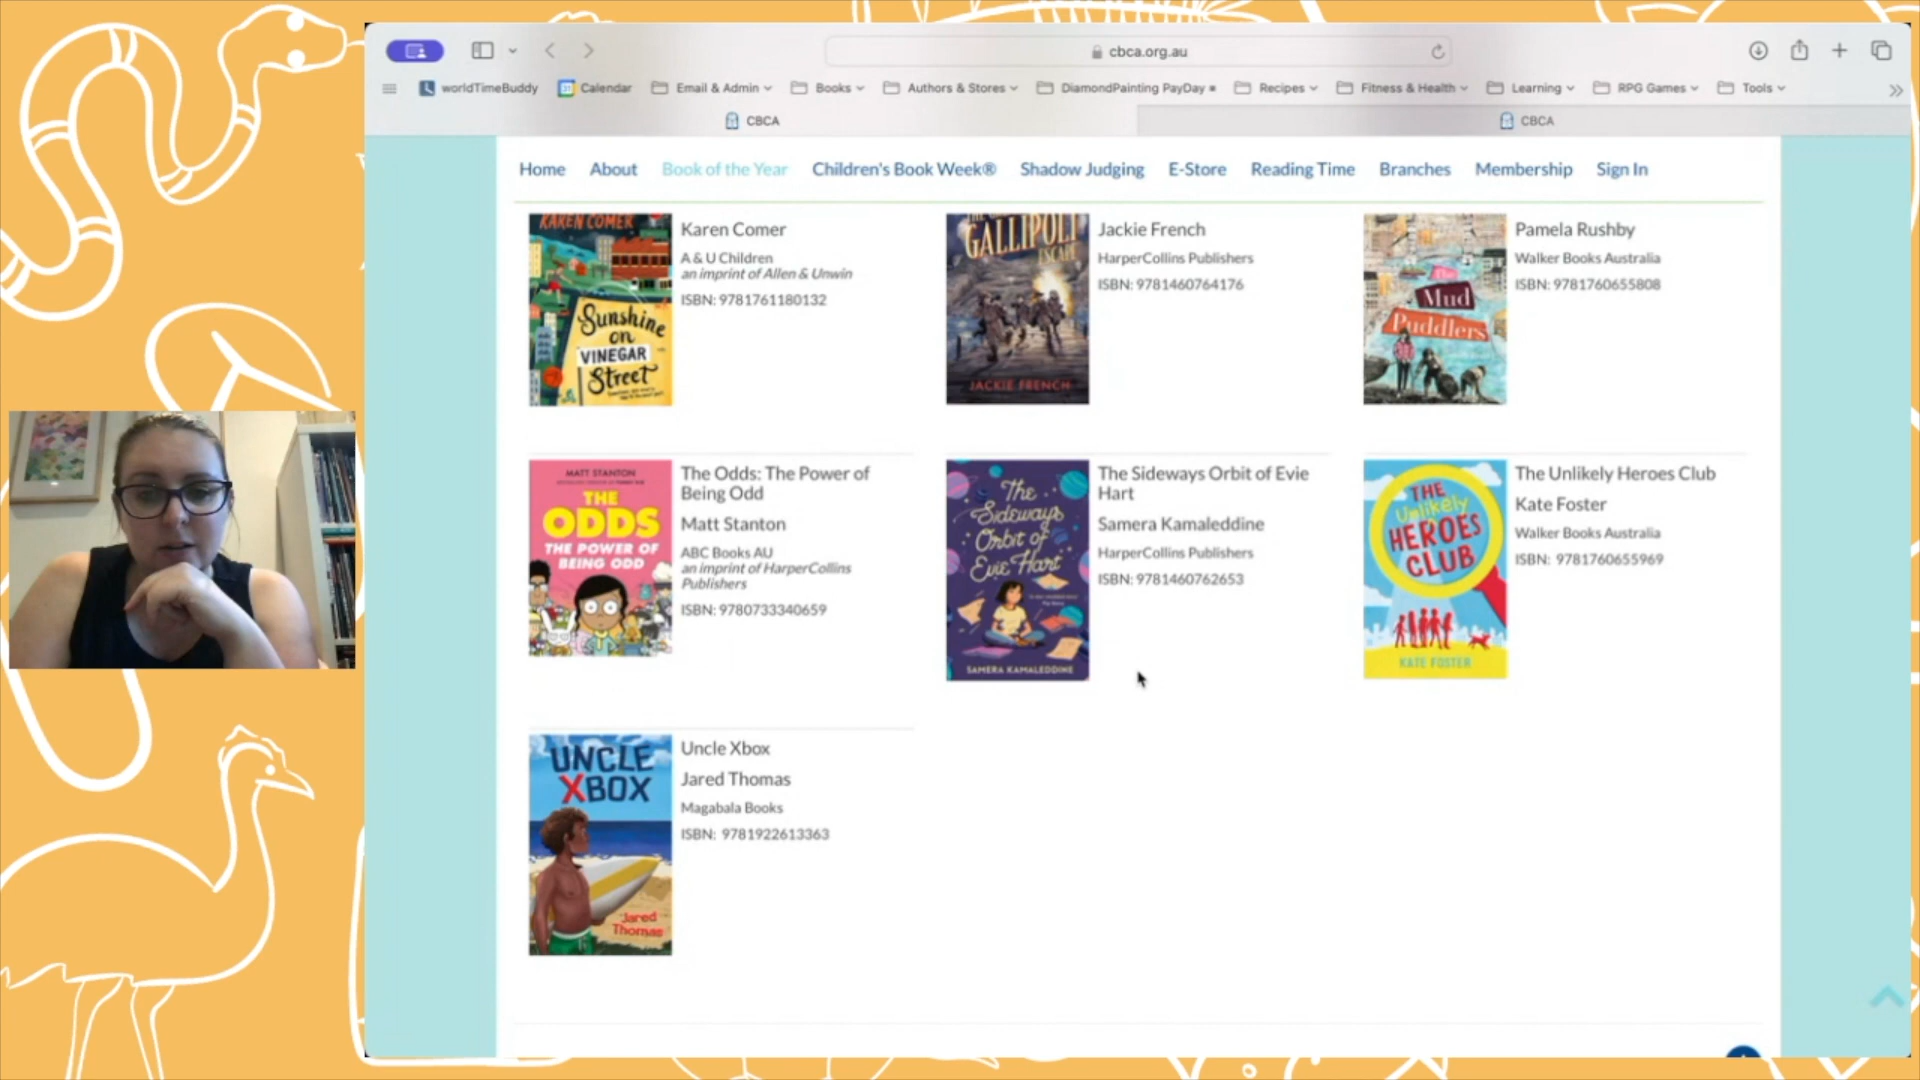 cbca.org.au
worldTimeBuddy
Calendar
Email & Admin
Books
Authors & Stores
DiamondPainting PayDay
Recipes
Fitness & Health
Learning
RPG Games
Tools
CBCA
CBCA
Home
About
Book of the Year
Children's Book Week®
Shadow Judging
E-Store
Reading Time
Branches
Membership
Sign In
KAREN COMER
Sunshine
on
VINEGAR
Street
Karen Comer
A & U Children
an imprint of Allen & Unwin
ISBN: 9781761180132
GALLIPOLI
ESCAPE
JACKIE FRENCH
Jackie French
HarperCollins Publishers
ISBN: 9781460764176
The
Mud
Puddlers
Pamela Rushby
Walker Books Australia
ISBN: 9781760655808
MATT STANTON
THE
ODDS
THE POWER OF
BEING ODD
The Odds: The Power of
Being Odd
Matt Stanton
ABC Books AU
an imprint of HarperCollins
Publishers
ISBN: 9780733340659
The
Sideways
Orbit of
Evie Hart
SAMERA KAMALEDDINE
The Sideways Orbit of Evie
Hart
Samera Kamaleddine
HarperCollins Publishers
ISBN: 9781460762653
THE
Unlikely
HEROES
CLUB
KATE FOSTER
The Unlikely Heroes Club
Kate Foster
Walker Books Australia
ISBN: 9781760655969
UNCLE
XBOX
Jared
Thomas
Uncle Xbox
Jared Thomas
Magabala Books
ISBN: 9781922613363